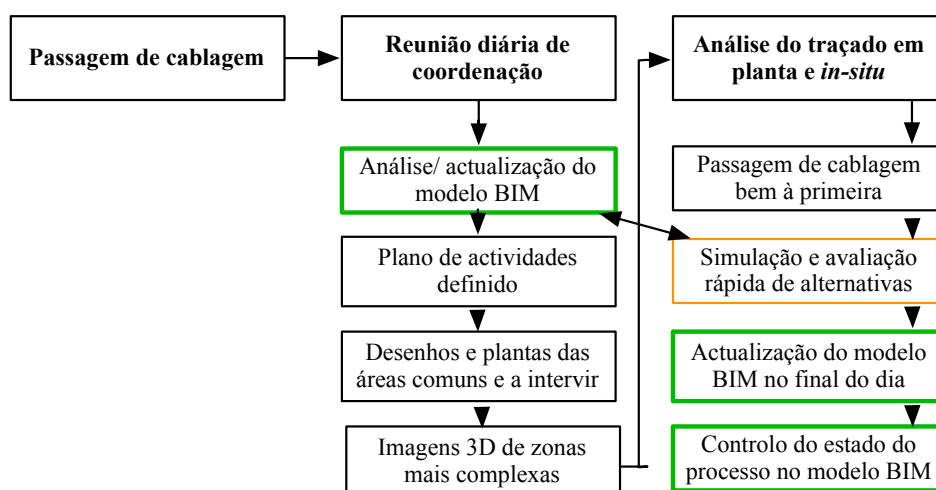 Passagem de cablagem
Reunião diária de
coordenação
Análise/ actualização do
modelo BIM
Plano de actividades
definido
Desenhos e plantas das
áreas comuns e a intervir
Imagens 3D de zonas
mais complexas
Análise do traçado em
planta e in-situ
Passagem de cablagem
bem à primeira
Simulação e avaliação
rápida de alternativas
Actualização do modelo
BIM no final do dia
Controlo do estado do
processo no modelo BIM